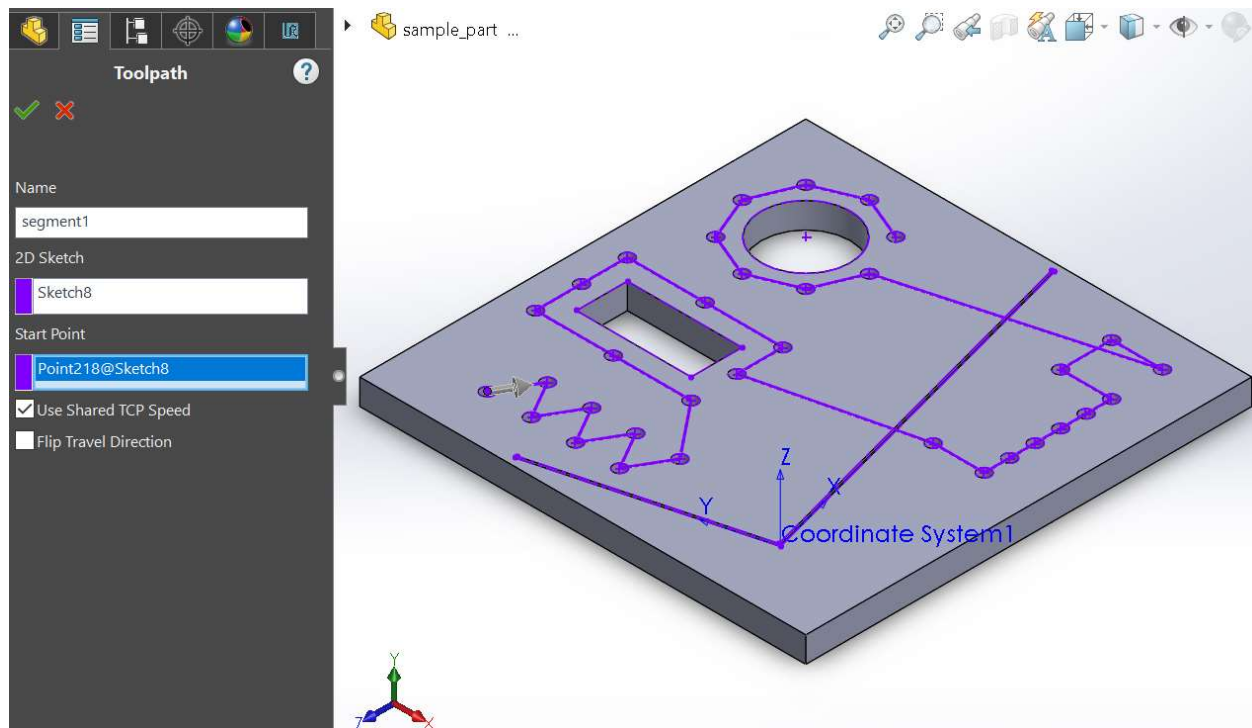 Toolpath
?
Name
segment1
2D Sketch
Sketch8
Start Point
Point218@Sketch8
Use Shared TCP Speed
Flip Travel Direction
sample_part ...
Z
Y
X
Coordinate System1
Y
Z
X